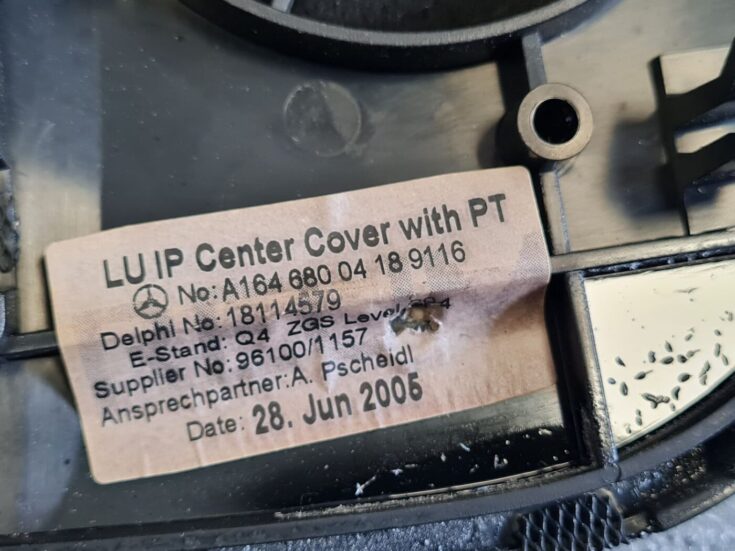 LU IP Center Cover with PT
No: A164 680 04 18 9116
Delphi No: 18114579
E-Stand: Q4 ZGS Level:
Supplier No: 96100/1157
Ansprechpartner: A. Pscheidl
Date: 28. Jun 2005